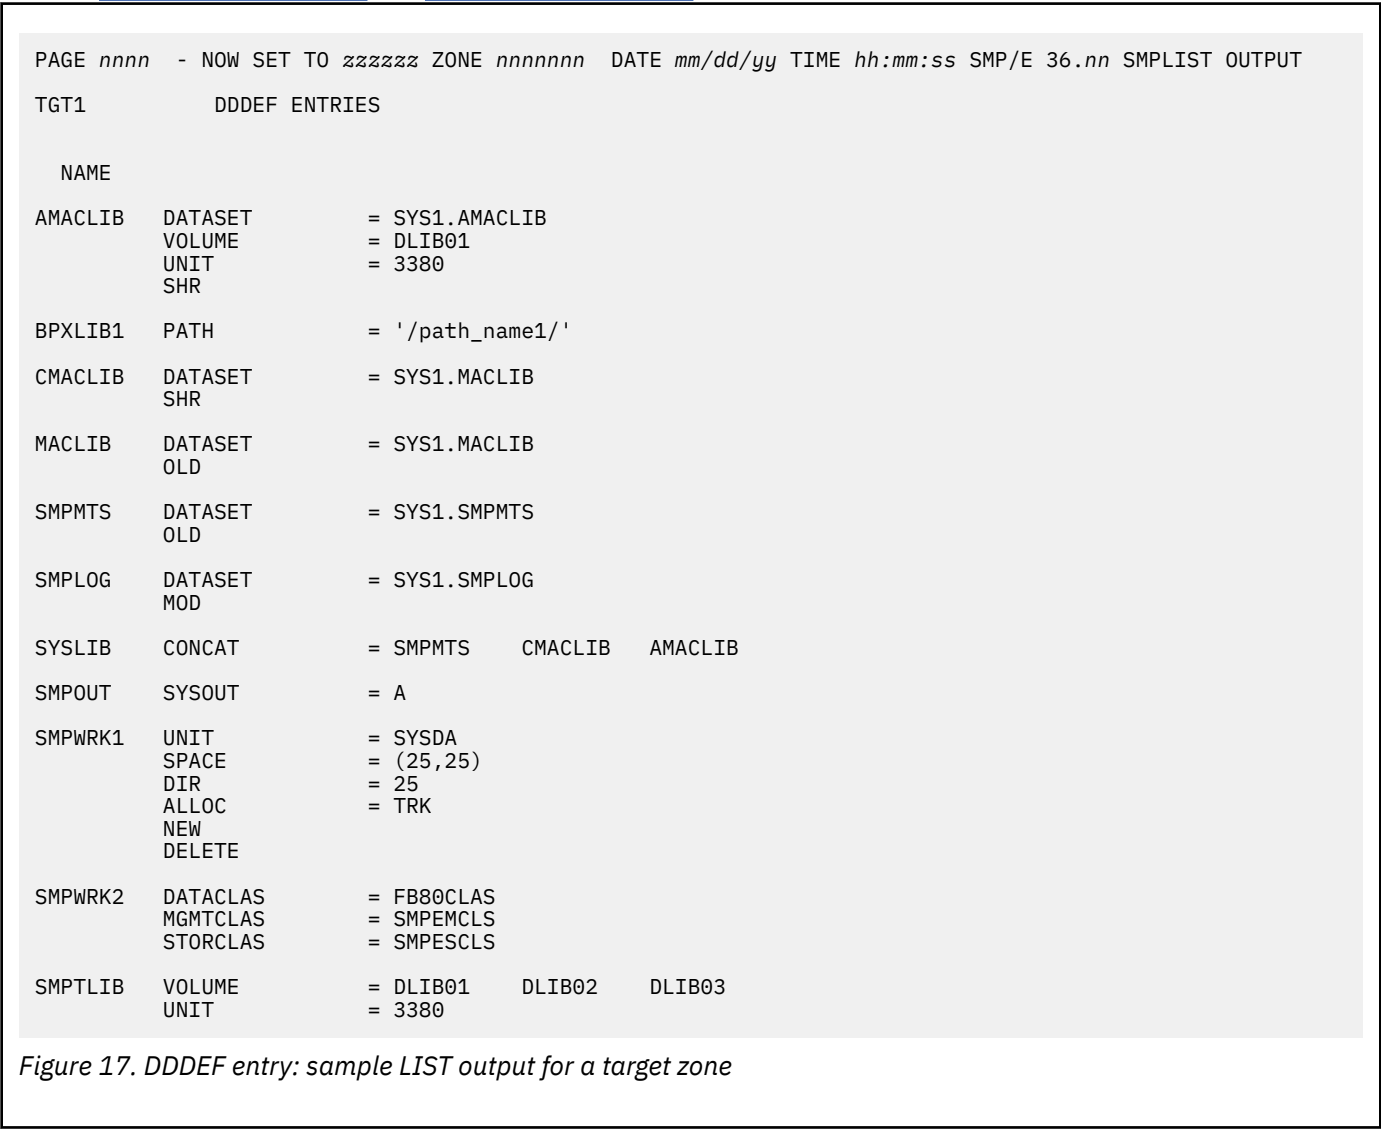 PAGE nnnn - NOW SET TO zzzzzz ZONE nnnnnnn DATE mm/dd/yy TIME hh:mm:ss SMP/E 36.nn SMPLIST OUTPUT
TGT1 DDDEF ENTRIES
NAME
AMACLIB DATASET = SYS1.AMACLIB
VOLUME = DLIB01
UNIT = 3380
SHR
BPXLIB1 PATH = '/path_name1/'
CMACLIB DATASET = SYS1.MACLIB
SHR
MACLIB DATASET = SYS1.MACLIB
OLD
SMPMTS DATASET = SYS1.SMPMTS
OLD
SMPLOG DATASET = SYS1.SMPLOG
MOD
SYSLIB CONCAT = SMPMTS CMACLIB AMACLIB
SMPOUT SYSOUT = A
SMPWRK1 UNIT = SYSDA
SPACE = (25,25)
DIR = 25
ALLOC = TRK
NEW
DELETE
SMPWRK2 DATACLAS = FB80CLAS
MGMTCLAS = SMPEMCLS
STORCLAS = SMPESCLS
SMPTLIB VOLUME = DLIB01 DLIB02 DLIB03
UNIT = 3380
Figure 17. DDDEF entry: sample LIST output for a target zone